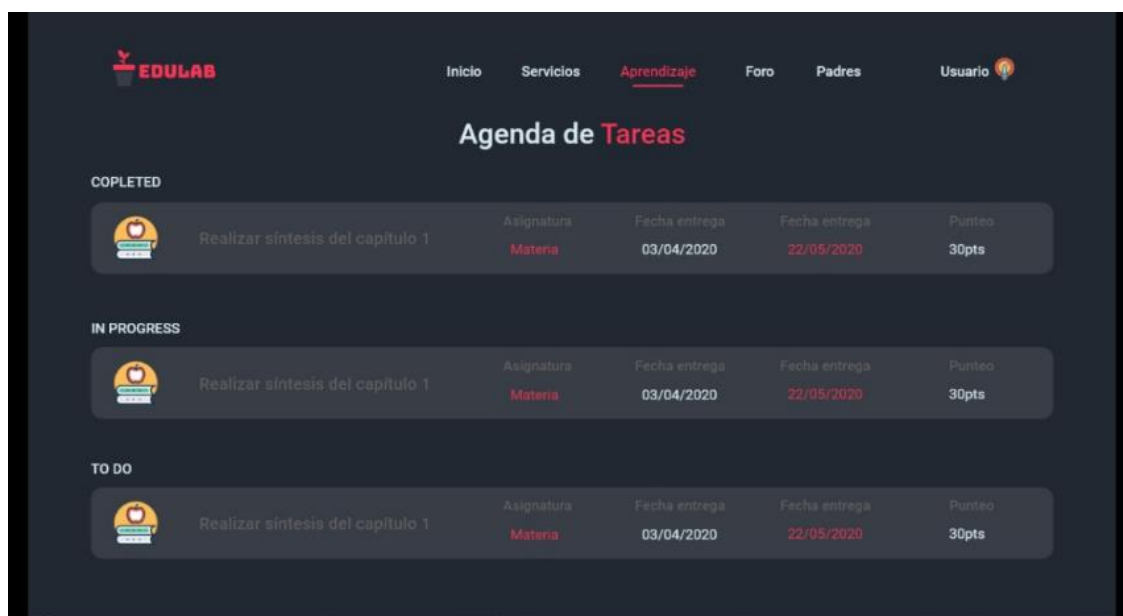 EDULAB
Inicio Servicios Aprendizaje Foro Padres Usuario
Agenda de Tareas
COPLETED
Realizar síntesis del capítulo 1
Asignatura Fecha entrega Fecha entrega Punteo
Materia 03/04/2020 22/05/2020 30pts
IN PROGRESS
Realizar síntesis del capítulo 1
Asignatura Fecha entrega Fecha entrega Punteo
Materia 03/04/2020 22/05/2020 30pts
TO DO
Realizar síntesis del capítulo 1
Asignatura Fecha entrega Fecha entrega Punteo
Materia 03/04/2020 22/05/2020 30pts